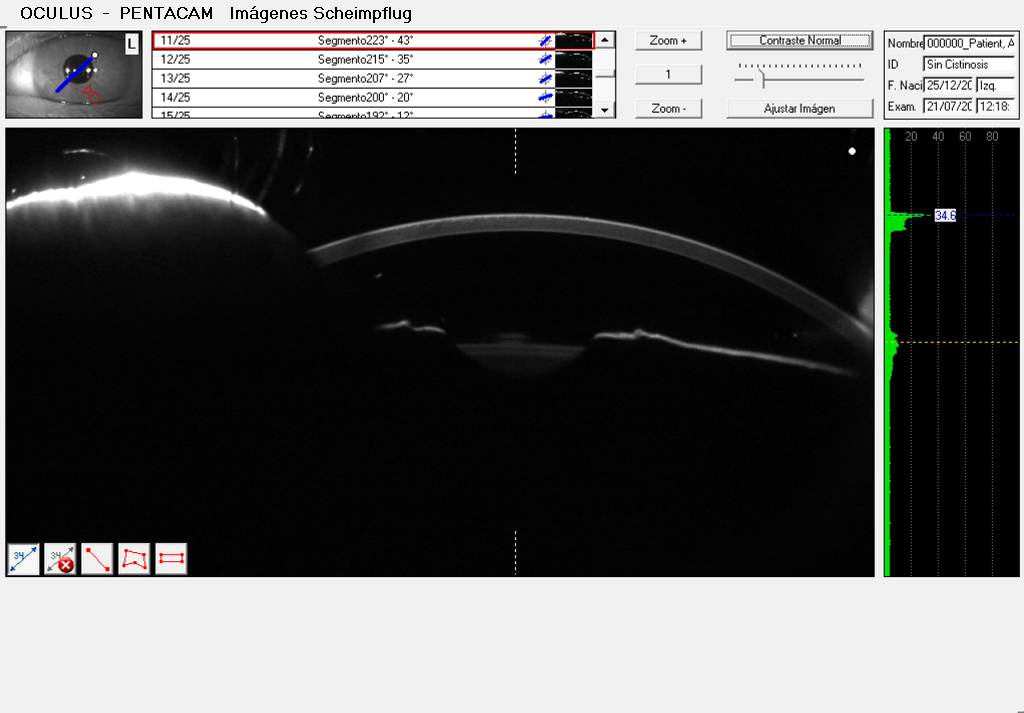 OCULUS - PENTACAM Imágenes Scheimpflug
L
11/25 Segmento223° - 43°
12/25 Segmento215° - 35°
13/25 Segmento207° - 27°
14/25 Segmento200° - 20°
15/25 Segmento192° - 12°
Zoom +
1
Zoom -
Contraste Normal
Ajustar Imágen
Nombre 000000_Patient, A
ID Sin Cistinosis
F. Naci 25/12/20 Izq.
Exam. 21/07/20 12:18:
20 40 60 80
34.6
34 34